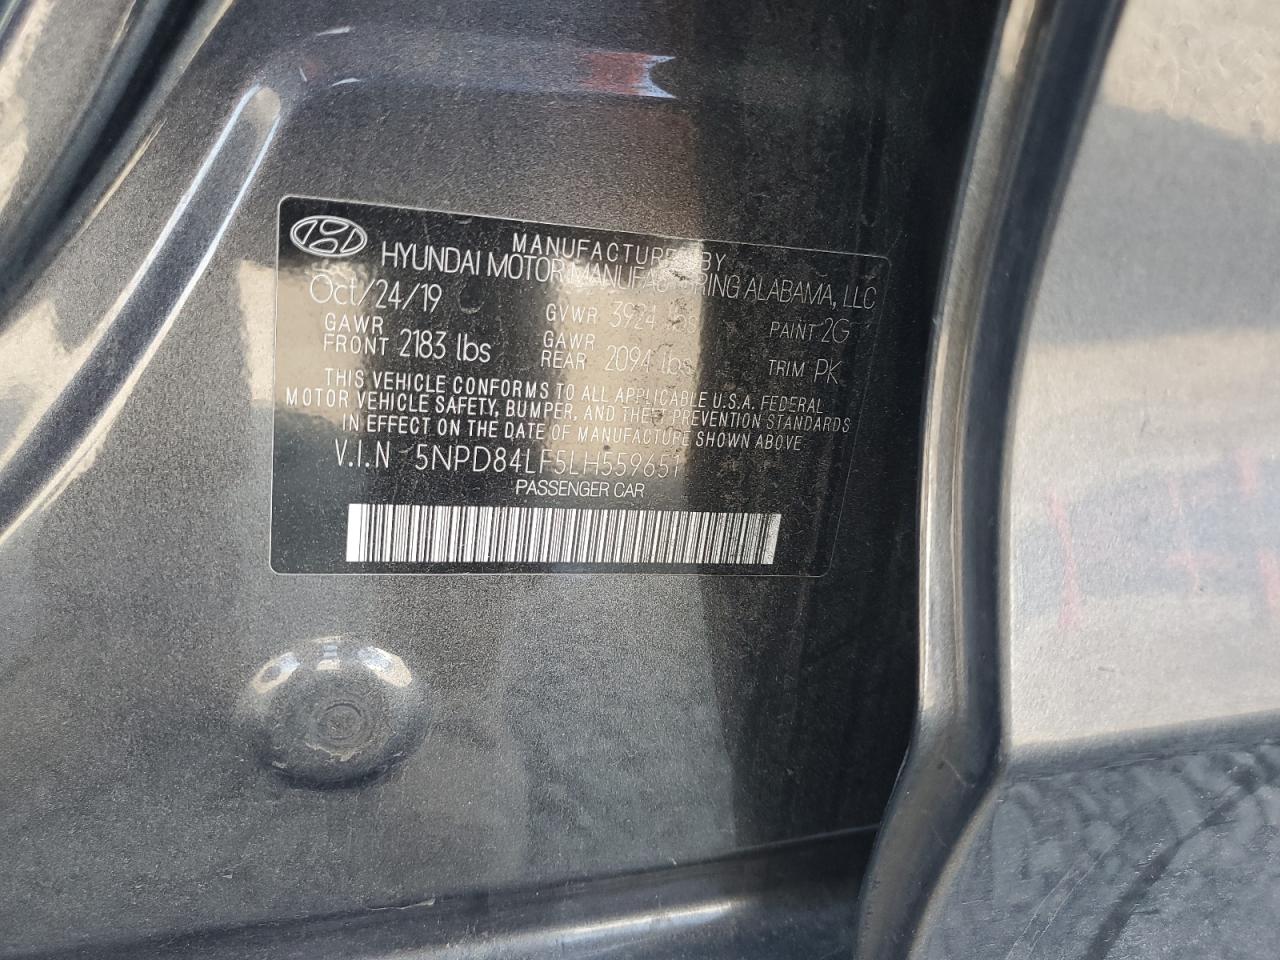 MANUFACTURED BY
HYUNDAI MOTOR MANUFACTURING ALABAMA, LLC
Oct/24/19 GVWR 3924 lbs PAINT 2G
GAWR FRONT 2183 lbs GAWR REAR 2094 lbs TRIM PK
THIS VEHICLE CONFORMS TO ALL APPLICABLE U.S.A. FEDERAL
MOTOR VEHICLE SAFETY, BUMPER, AND THEFT PREVENTION STANDARDS
IN EFFECT ON THE DATE OF MANUFACTURE SHOWN ABOVE
V.I.N 5NPD84LF5LH559651
PASSENGER CAR